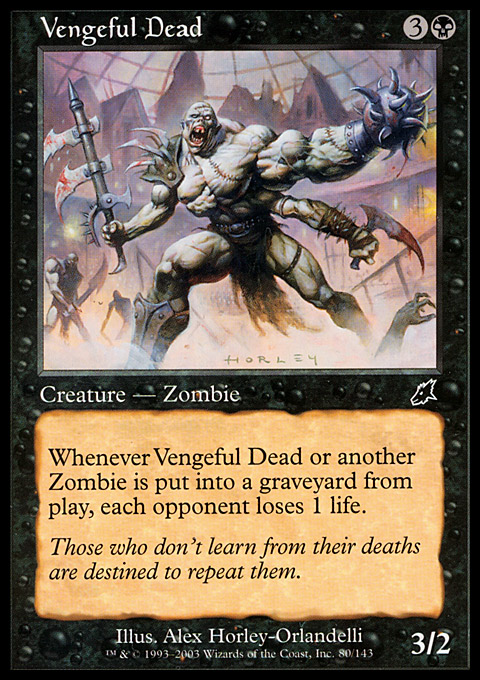 Vengeful Dead 3
HORLEY
Creature — Zombie
Whenever Vengeful Dead or another
Zombie is put into a graveyard from
play, each opponent loses 1 life.
Those who don't learn from their deaths
are destined to repeat them.
Illus. Alex Horley-Orlandelli
3/2
™ & © 1993–2003 Wizards of the Coast, Inc. 80/143